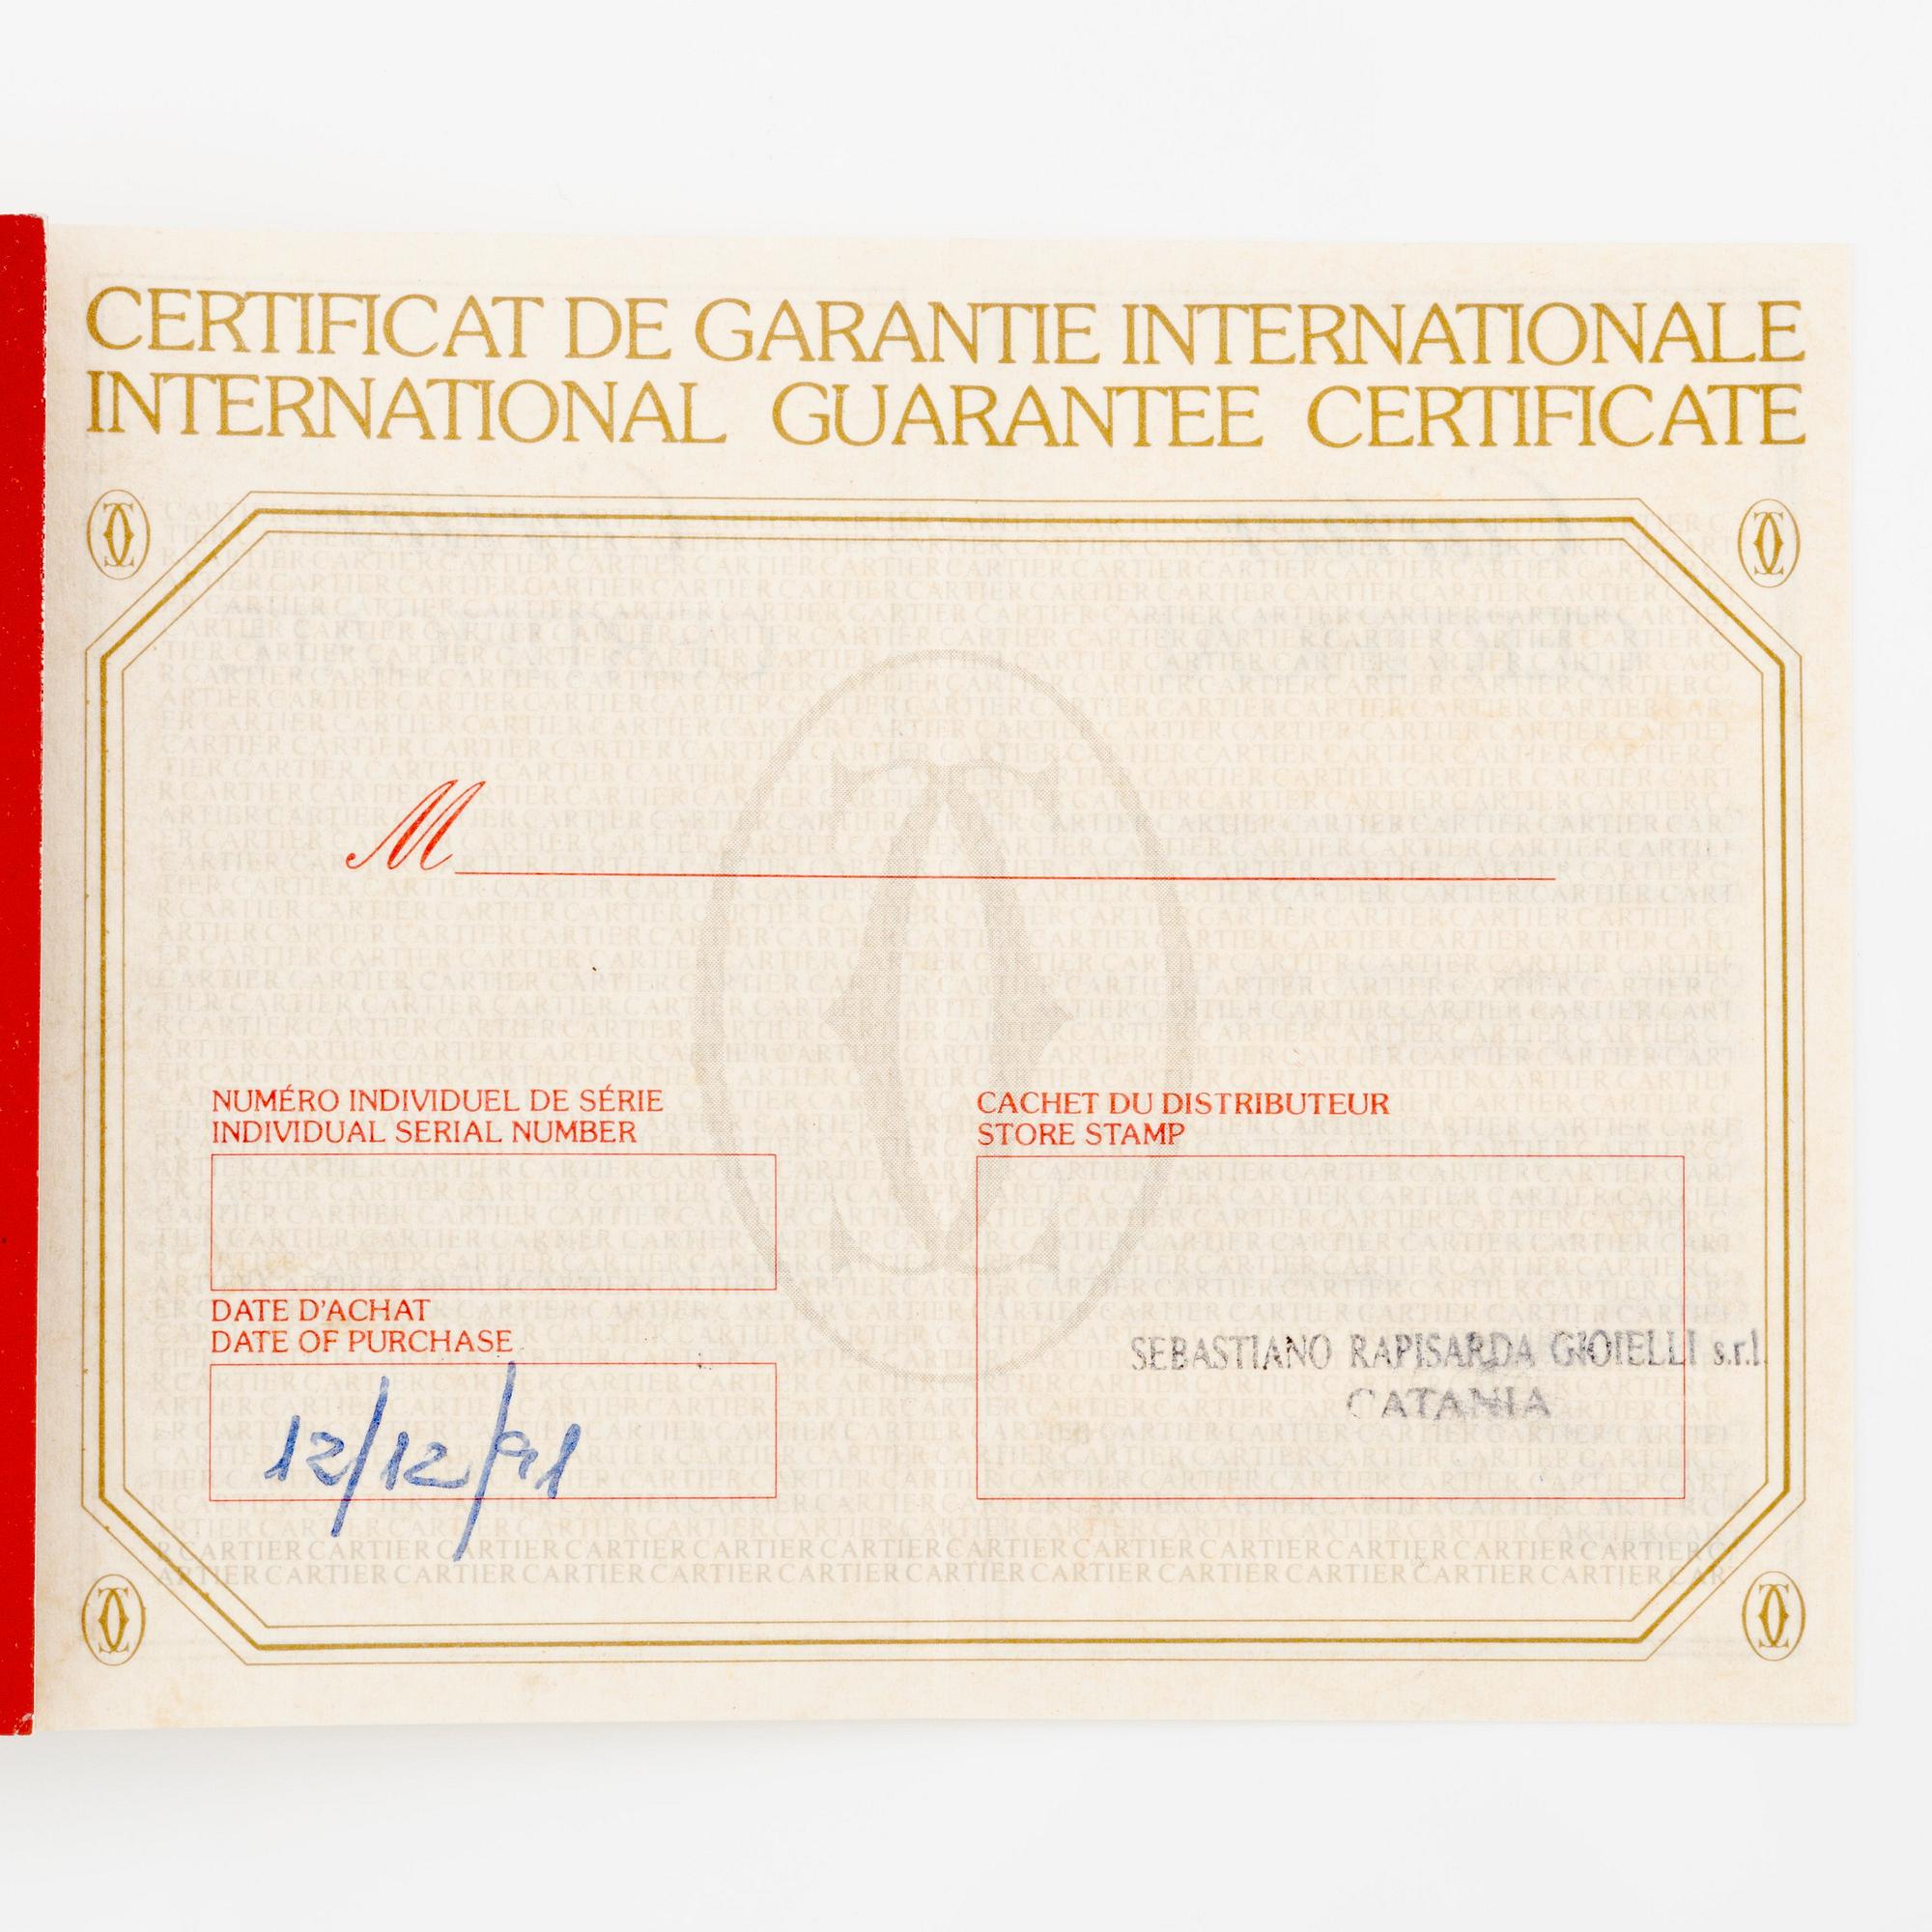 CERTIFICAT DE GARANTIE INTERNATIONALE
INTERNATIONAL GUARANTEE CERTIFICATE
M
NUMÉRO INDIVIDUEL DE SÉRIE
INDIVIDUAL SERIAL NUMBER
CACHET DU DISTRIBUTEUR
STORE STAMP
DATE D'ACHAT
DATE OF PURCHASE
12/12/91
SEBASTIANO RAPISARDA GIOIELLI s.r.l.
CATANIA